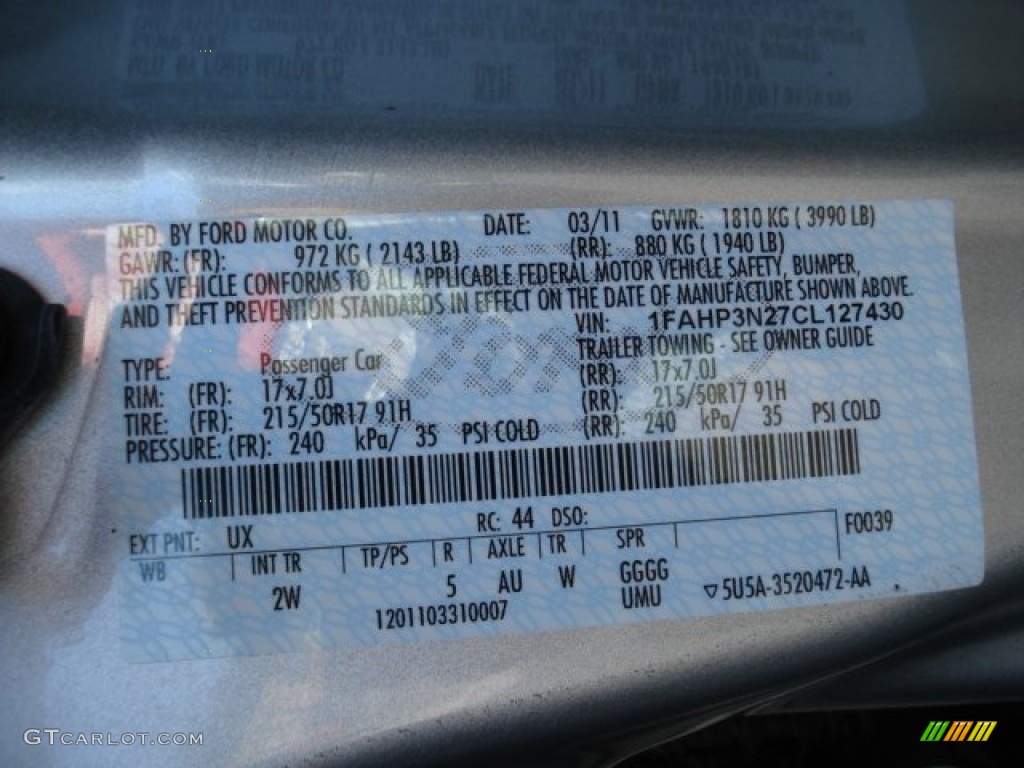 MFD. BY FORD MOTOR CO. DATE: 03/11 GVWR: 1810 KG ( 3990 LB)
GAWR: (FR): 972 KG ( 2143 LB) (RR): 880 KG ( 1940 LB)
THIS VEHICLE CONFORMS TO ALL APPLICABLE FEDERAL MOTOR VEHICLE SAFETY, BUMPER,
AND THEFT PREVENTION STANDARDS IN EFFECT ON THE DATE OF MANUFACTURE SHOWN ABOVE.
VIN: 1FAHP3N27CL127430
TYPE: Passenger Car TRAILER TOWING - SEE OWNER GUIDE
RIM: (FR): 17x7.0J (RR): 17x7.0J
TIRE: (FR): 215/50R17 91H (RR): 215/50R17 91H
PRESSURE: (FR): 240 kPa/ 35 PSI COLD (RR): 240 kPa/ 35 PSI COLD
EXT PNT: UX RC: 44 DSO: F0039
WB INT TR TP/PS R AXLE TR SPR
2W 5 AU W GGGG
UMU
1201103310007 ▽5U5A-3520472-AA
GTCARLOT.COM